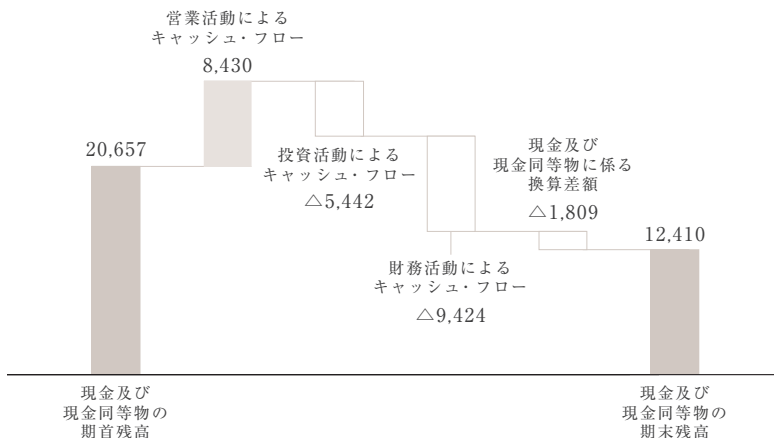 営業活動による
キャッシュ・フロー
8,430
20,657
投資活動による
キャッシュ・フロー
△5,442
現金及び
現金同等物に係る
換算差額
△1,809
12,410
財務活動による
キャッシュ・フロー
△9,424
現金及び
現金同等物の
期首残高
現金及び
現金同等物の
期末残高